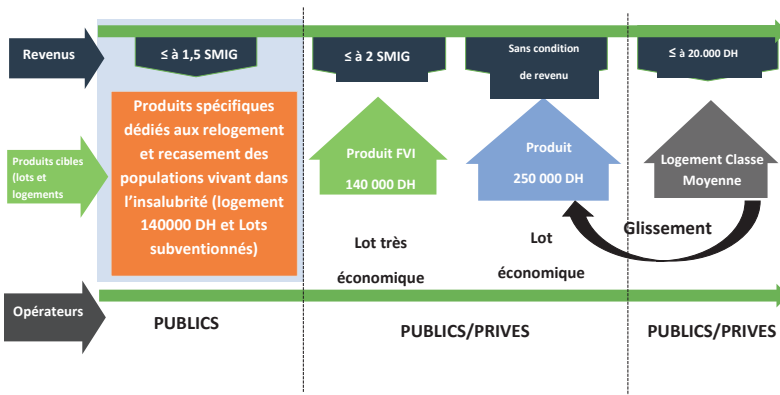 Revenus
≤ à 1,5 SMIG
≤ à 2 SMIG
Sans condition
de revenu
≤ à 20.000 DH
Produits cibles
(lots et
logements
Produits spécifiques
dédiés aux relogement
et recasement des
populations vivant dans
l’insalubrité (logement
140000 DH et Lots
subventionnés)
Produit FVI
140 000 DH
Produit
250 000 DH
Logement Classe
Moyenne
Glissement
Lot très
économique
Lot
économique
Opérateurs
PUBLICS
PUBLICS/PRIVES
PUBLICS/PRIVES